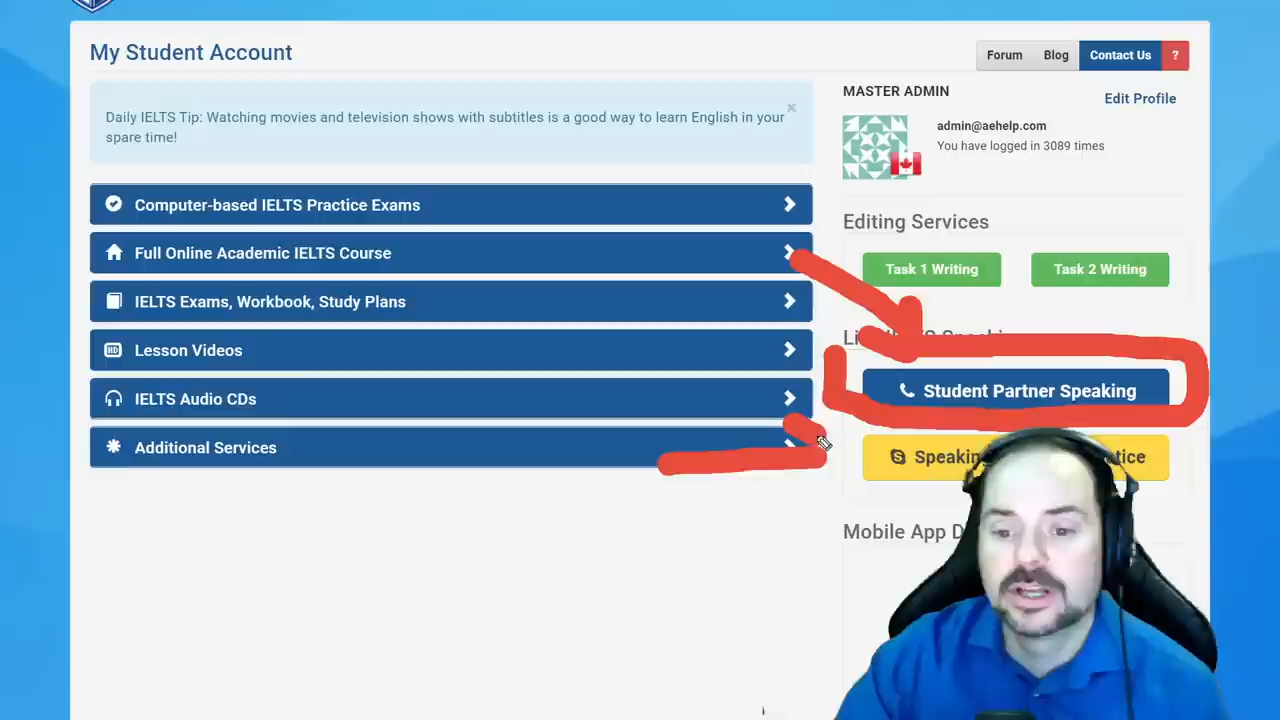 My Student Account
Forum
Blog
Contact Us
?
Daily IELTS Tip: Watching movies and television shows with subtitles is a good way to learn English in your
spare time!
×
MASTER ADMIN
Edit Profile
admin@aehelp.com
You have logged in 3089 times
Computer-based IELTS Practice Exams
Full Online Academic IELTS Course
IELTS Exams, Workbook, Study Plans
Lesson Videos
IELTS Audio CDs
Additional Services
Editing Services
Task 1 Writing
Task 2 Writing
Student Partner Speaking
Mobile App